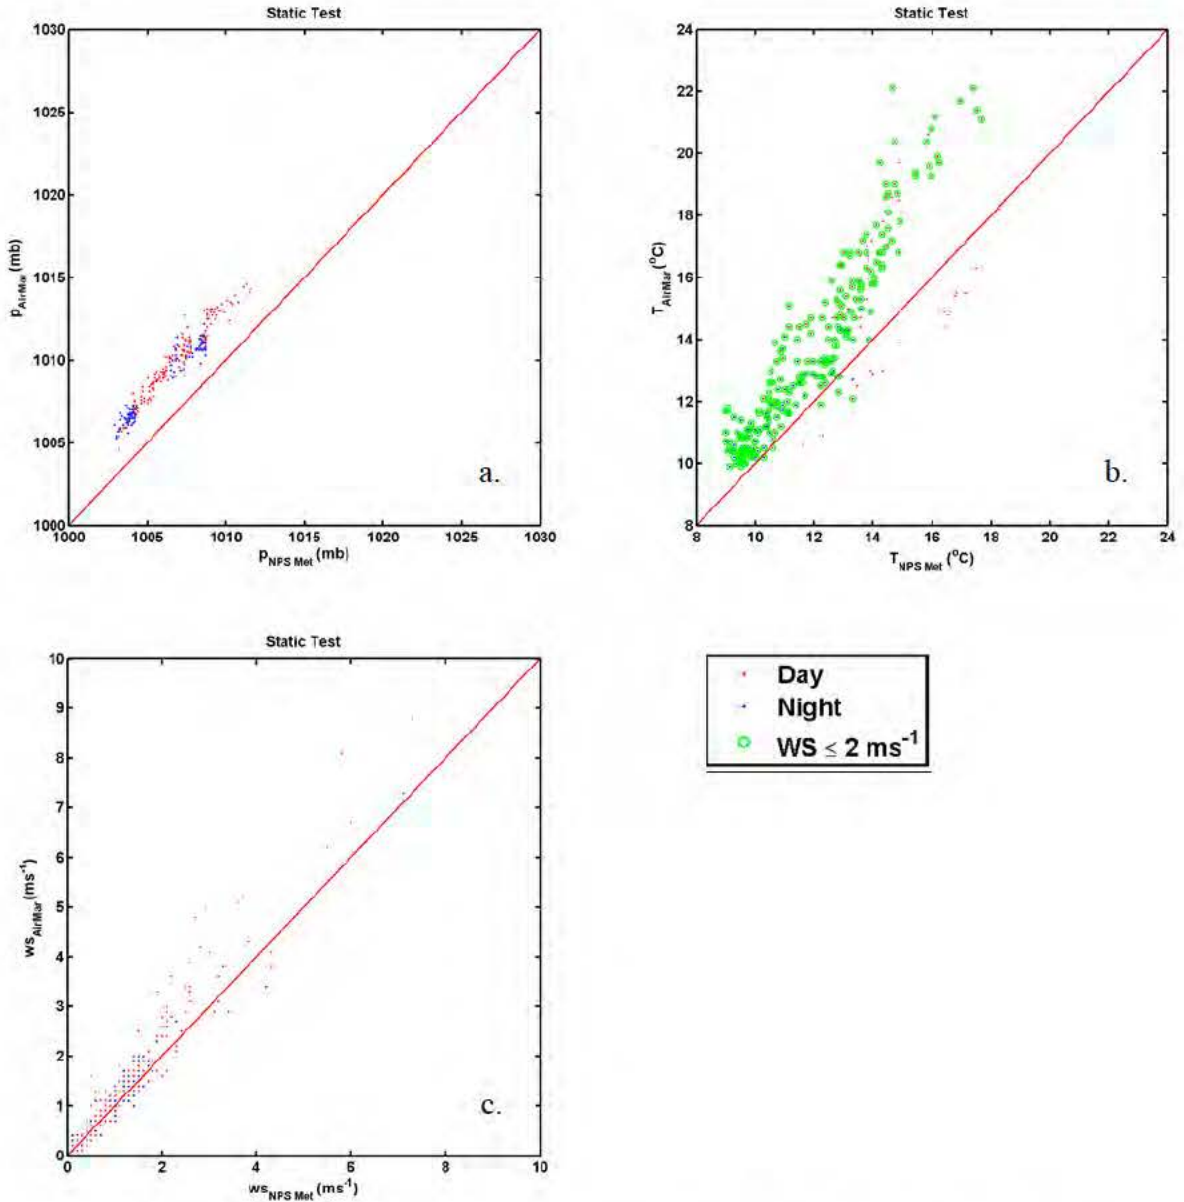 Static Test
1030
1025
1020
1015
1010
1005
1000
p_AirMar (mb)
1000 1005 1010 1015 1020 1025 1030
p_NPS Met (mb)
a.
Static Test
24
22
20
18
16
14
12
10
8
T_AirMar (°C)
8 10 12 14 16 18 20 22 24
T_NPS Met (°C)
b.
Static Test
10
9
8
7
6
5
4
3
2
1
0
ws_AirMar (ms⁻¹)
0 2 4 6 8 10
ws_NPS Met (ms⁻¹)
c.
Day
Night
WS ≤ 2 ms⁻¹